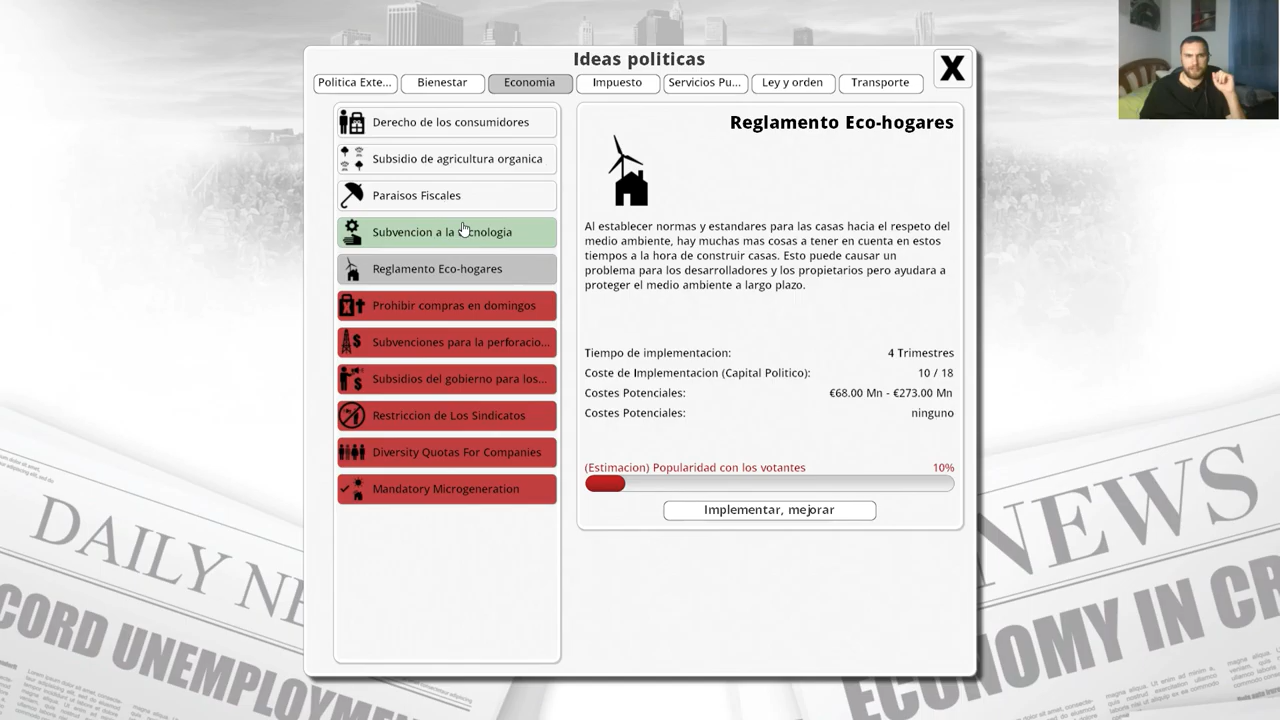 Ideas politicas
X
Politica Exte...
Bienestar
Economia
Impuesto
Servicios Pu...
Ley y orden
Transporte
Derecho de los consumidores
Subsidio de agricultura organica
Paraisos Fiscales
Subvencion a la tecnologia
Reglamento Eco-hogares
Prohibir compras en domingos
Subvenciones para la perforacio...
Subsidios del gobierno para los...
Restriccion de Los Sindicatos
Diversity Quotas For Companies
Mandatory Microgeneration
Reglamento Eco-hogares
Al establecer normas y estandares para las casas hacia el respeto del
medio ambiente, hay muchas mas cosas a tener en cuenta en estos
tiempos a la hora de construir casas. Esto puede causar un
problema para los desarrolladores y los propietarios pero ayudara a
proteger el medio ambiente a largo plazo.
Tiempo de implementacion: 4 Trimestres
Coste de Implementacion (Capital Politico): 10 / 18
Costes Potenciales: €68.00 Mn - €273.00 Mn
Costes Potenciales: ninguno
(Estimacion) Popularidad con los votantes 10%
Implementar, mejorar
DAILY NE
CORD UNEMPLOYM
NEWS
ECONOMY IN CR